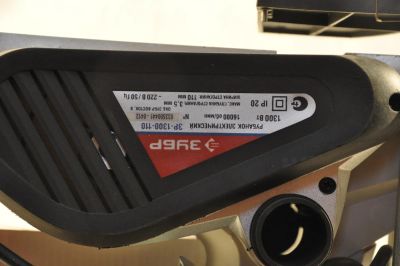 ЗУБР
РУБАНОК ЭЛЕКТРИЧЕСКИЙ ЗР-1300-110
1300 Вт 16000 об/мин №
IP 20
МАКС. ГЛУБИНА СТРОГАНИЯ: 3,5 мм
ШИРИНА СТРОГАНИЯ: 110 мм
~ 220 В / 50 Гц